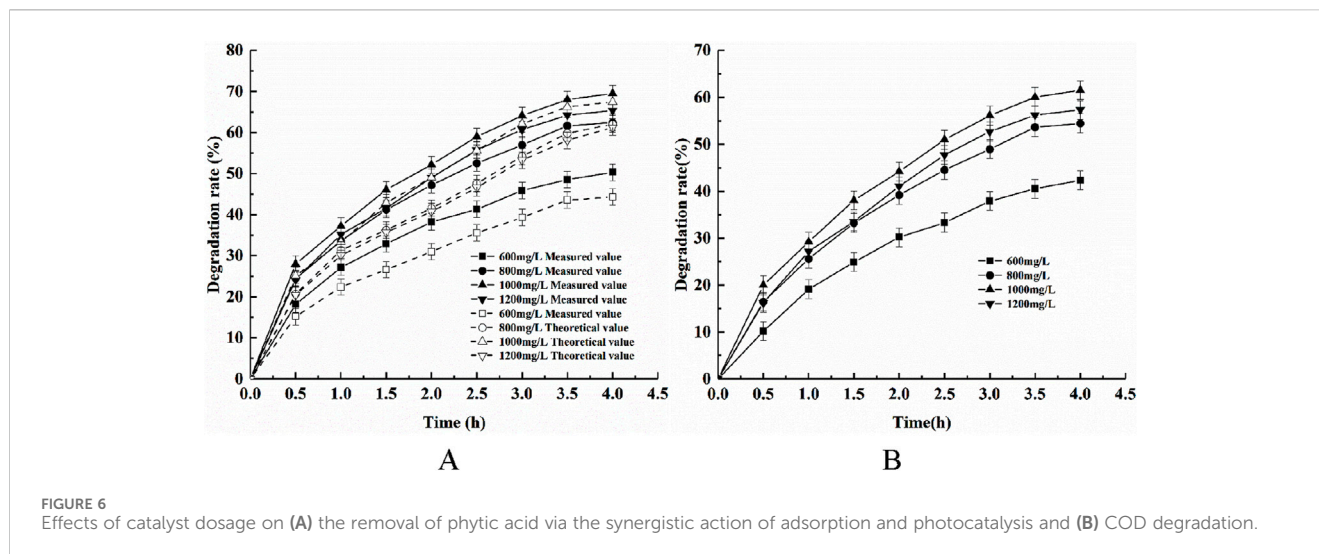 80
70
60
50
40
30
20
10
0
Degradation rate (%)
0.0 0.5 1.0 1.5 2.0 2.5 3.0 3.5 4.0 4.5
Time (h)
600mg/L Measured value
800mg/L Measured value
1000mg/L Measured value
1200mg/L Measured value
600mg/L Measured value
800mg/L Theoretical value
1000mg/L Theoretical value
1200mg/L Theoretical value
A
70
60
50
40
30
20
10
0
Degradation rate(%)
0.0 0.5 1.0 1.5 2.0 2.5 3.0 3.5 4.0 4.5
Time(h)
600mg/L
800mg/L
1000mg/L
1200mg/L
B
FIGURE 6
Effects of catalyst dosage on (A) the removal of phytic acid via the synergistic action of adsorption and photocatalysis and (B) COD degradation.